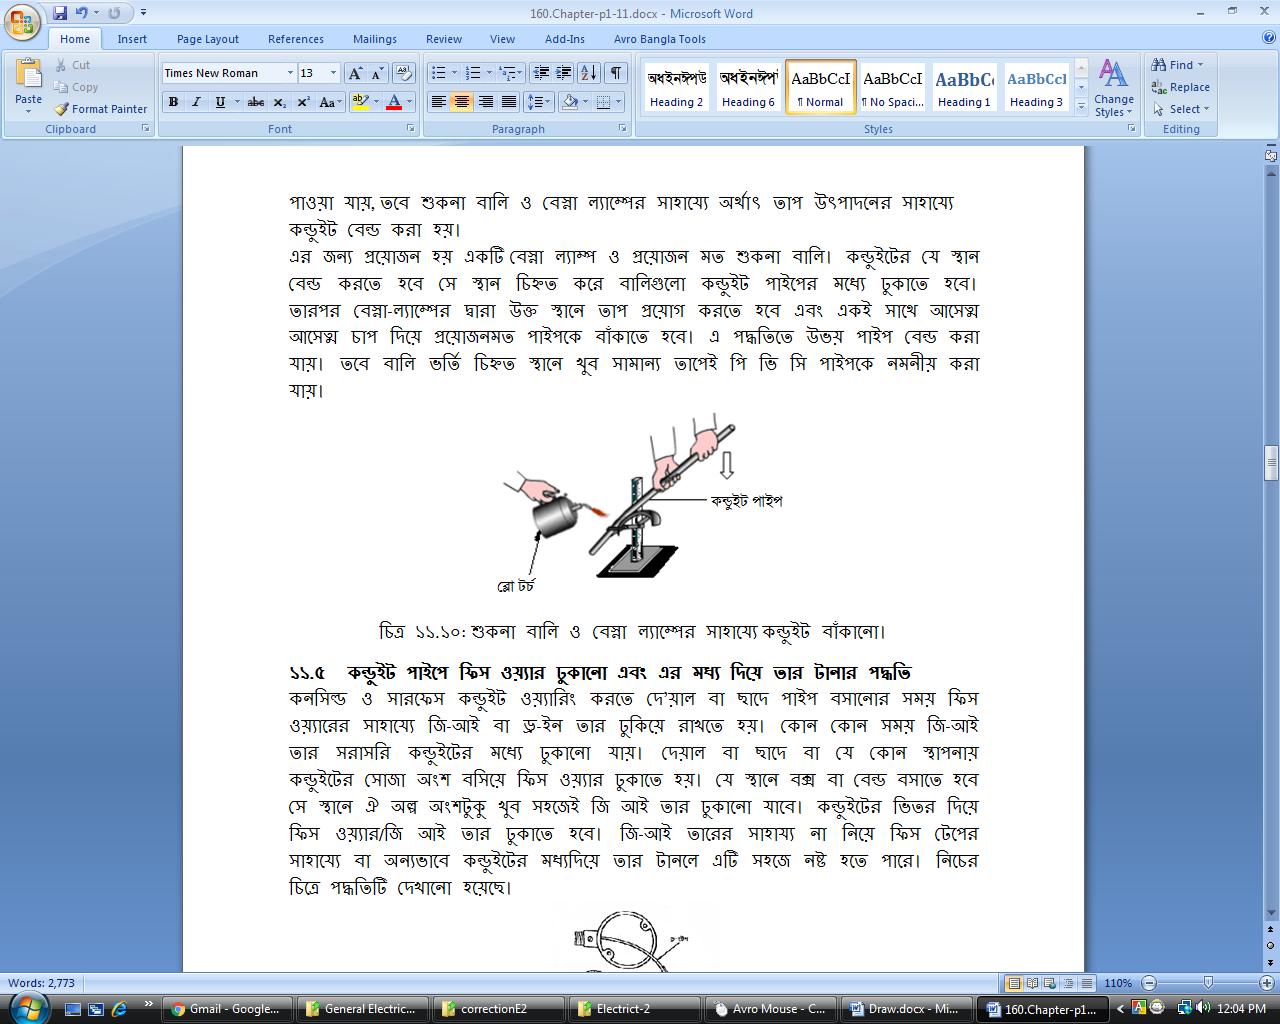 160.Chapter-p1-11.docx - Microsoft Word
Home Insert Page Layout References Mailings Review View Add-Ins Avro Bangla Tools
Paste
Cut
Copy
Format Painter
Clipboard
Times New Roman 13
Font
Paragraph
অধইনঈপউ Heading 2
অধইনঈপ Heading 6
AaBbCcI ¶ Normal
AaBbCcI ¶ No Spaci...
AaBbC Heading 1
AaBbCcI Heading 3
Change Styles
Styles
Find
Replace
Select
Editing
পাওয়া যায়, তবে শুকনা বালি ও বেস্না ল্যাম্পের সাহায্যে অর্থাৎ তাপ উৎপাদনের সাহায্যে
কন্ডুইট বেন্ড করা হয়।
এর জন্য প্রয়োজন হয় একটি বেস্না ল্যাম্প ও প্রয়োজন মত শুকনা বালি। কন্ডুইটের যে স্থান
বেন্ড করতে হবে সে স্থান চিহ্নত করে বালিগুলো কন্ডুইট পাইপের মধ্যে ঢুকাতে হবে।
তারপর বেস্না-ল্যাম্পের দ্বারা উক্ত স্থানে তাপ প্রয়োগ করতে হবে এবং একই সাথে আসেত্ম
আসেত্ম চাপ দিয়ে প্রয়োজনমত পাইপকে বাঁকাতে হবে। এ পদ্ধতিতে উভয় পাইপ বেন্ড করা
যায়। তবে বালি ভর্তি চিহ্নত স্থানে খুব সামান্য তাপেই পি ভি সি পাইপকে নমনীয় করা
যায়।
কন্ডুইট পাইপ
ব্লো টর্চ
চিত্র ১১.১০: শুকনা বালি ও বেস্না ল্যাম্পের সাহায্যে কন্ডুইট বাঁকানো।
১১.৫ কন্ডুইট পাইপে ফিস ওয়্যার ঢুকানো এবং এর মধ্য দিয়ে তার টানার পদ্ধতি
কনসিল্ড ও সারফেস কন্ডুইট ওয়্যারিং করতে দে’য়াল বা ছাদে পাইপ বসানোর সময় ফিস
ওয়্যারের সাহায্যে জি-আই বা ড্র-ইন তার ঢুকিয়ে রাখতে হয়। কোন কোন সময় জি-আই
তার সরাসরি কন্ডুইটের মধ্যে ঢুকানো যায়। দেয়াল বা ছাদে বা যে কোন স্থাপনায়
কন্ডুইটের সোজা অংশ বসিয়ে ফিস ওয়্যার ঢুকাতে হয়। যে স্থানে বক্স বা বেন্ড বসাতে হবে
সে স্থানে ঐ অল্প অংশটুকু খুব সহজেই জি আই তার ঢুকানো যাবে। কন্ডুইটের ভিতর দিয়ে
ফিস ওয়্যার/জি আই তার ঢুকাতে হবে। জি-আই তারের সাহায্য না নিয়ে ফিস টেপের
সাহায্যে বা অন্যভাবে কন্ডুইটের মধ্যদিয়ে তার টানলে এটি সহজে নষ্ট হতে পারে। নিচের
চিত্রে পদ্ধতিটি দেখানো হয়েছে।
Words: 2,773
110%
Gmail - Google... General Electric... correctionE2 Electrict-2 Avro Mouse - C... Draw.docx - Mi... 160.Chapter-p1... 12:04 PM